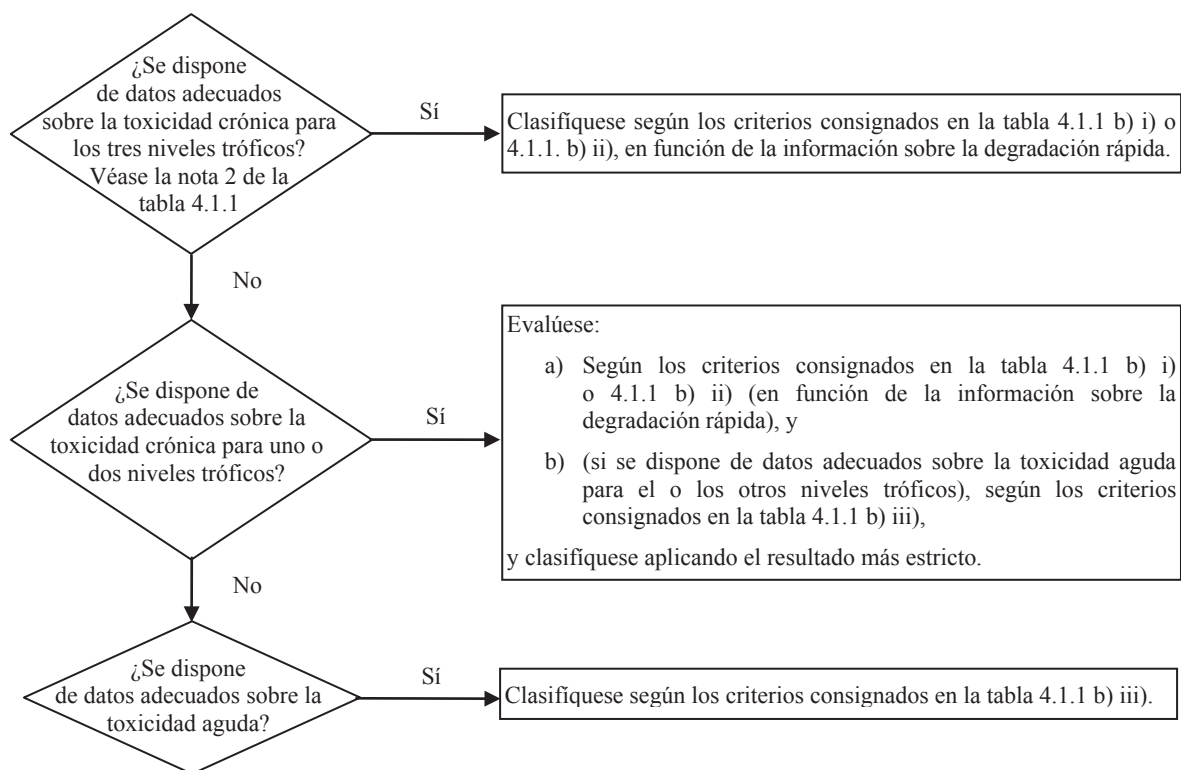 ¿Se dispone
de datos adecuados
sobre la toxicidad crónica para
los tres niveles tróficos?
Véase la nota 2 de la
tabla 4.1.1
Sí
Clasifíquese según los criterios consignados en la tabla 4.1.1 b) i) o
4.1.1. b) ii), en función de la información sobre la degradación rápida.
No
¿Se dispone de
datos adecuados sobre la
toxicidad crónica para uno o
dos niveles tróficos?
Sí
Evalúese:
a) Según los criterios consignados en la tabla 4.1.1 b) i)
o 4.1.1 b) ii) (en función de la información sobre la
degradación rápida), y
b) (si se dispone de datos adecuados sobre la toxicidad aguda
para el o los otros niveles tróficos), según los criterios
consignados en la tabla 4.1.1 b) iii),
y clasifíquese aplicando el resultado más estricto.
No
¿Se dispone
de datos adecuados sobre la
toxicidad aguda?
Sí
Clasifíquese según los criterios consignados en la tabla 4.1.1 b) iii).